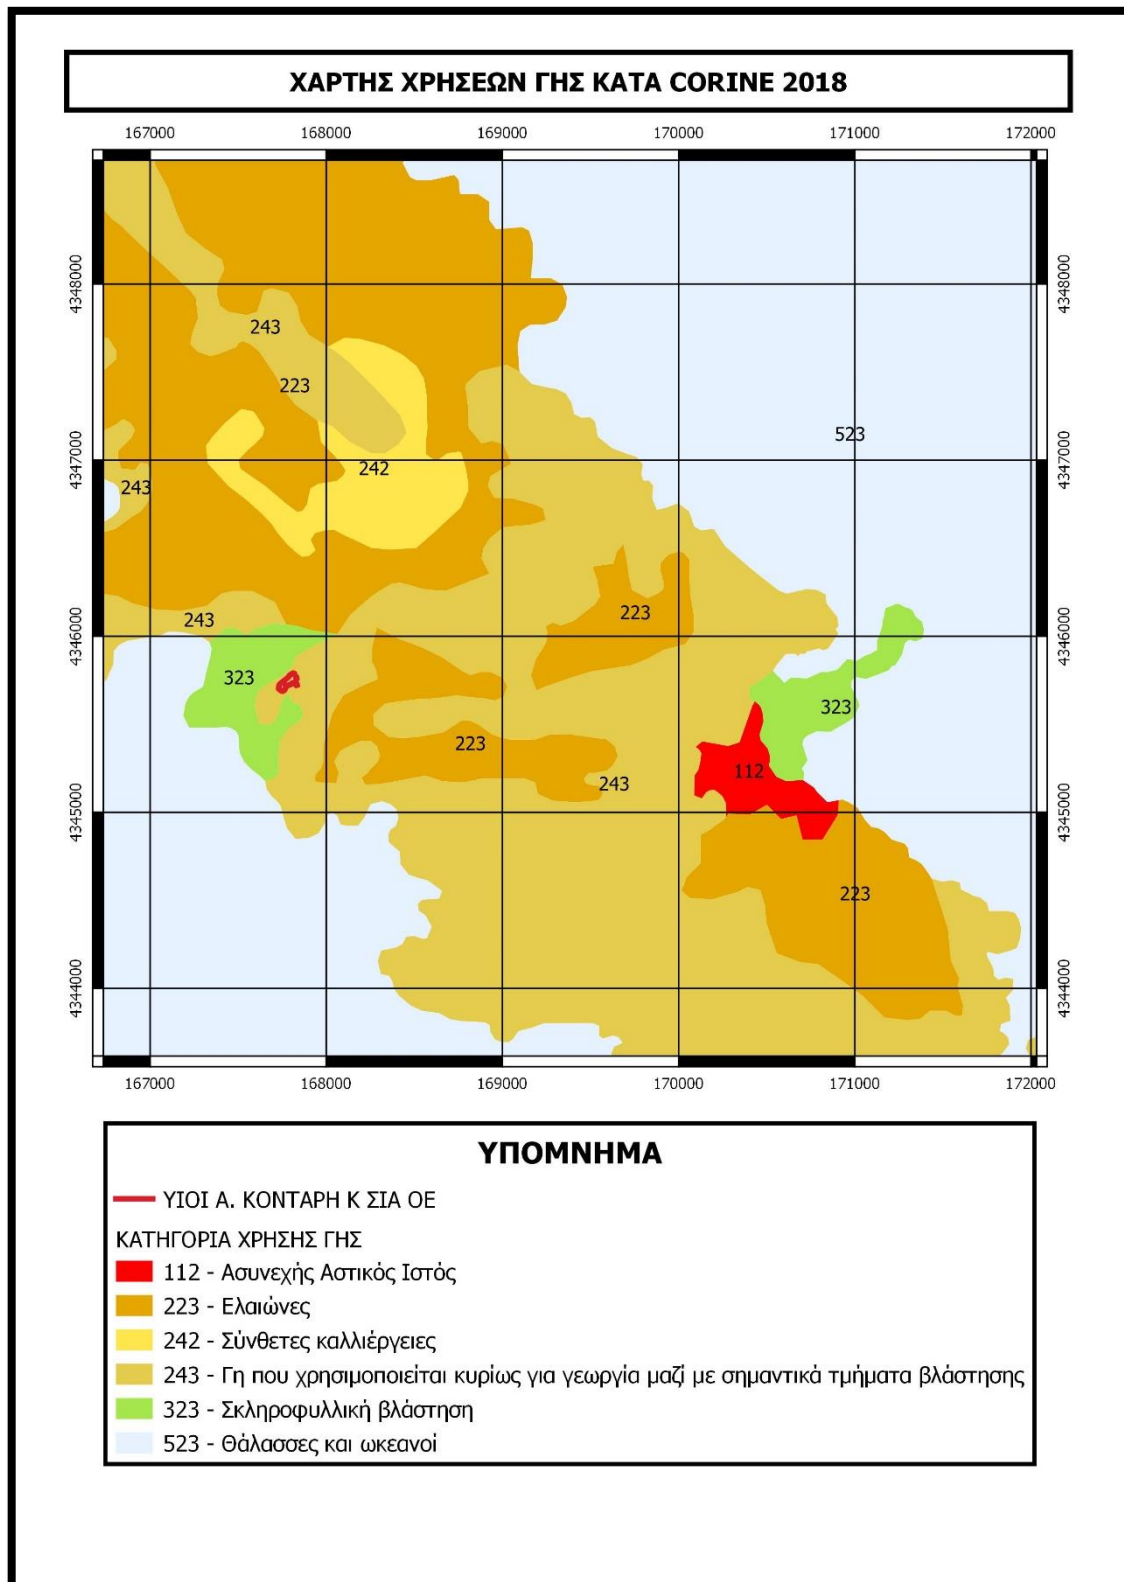 ΧΑΡΤΗΣ ΧΡΗΣΕΩΝ ΓΗΣ ΚΑΤΑ CORINE 2018
167000 168000 169000 170000 171000 172000
4348000 4348000
243
223
523
4347000 4347000
242
243
223
243
4346000 4346000
323
323
223
112
243
4345000 4345000
223
4344000 4344000
167000 168000 169000 170000 171000 172000
ΥΠΟΜΝΗΜΑ
ΥΙΟΙ Α. ΚΟΝΤΑΡΗ Κ ΣΙΑ ΟΕ
ΚΑΤΗΓΟΡΙΑ ΧΡΗΣΗΣ ΓΗΣ
112 - Ασυνεχής Αστικός Ιστός
223 - Ελαιώνες
242 - Σύνθετες καλλιέργειες
243 - Γη που χρησιμοποιείται κυρίως για γεωργία μαζί με σημαντικά τμήματα βλάστησης
323 - Σκληροφυλλική βλάστηση
523 - Θάλασσες και ωκεανοί